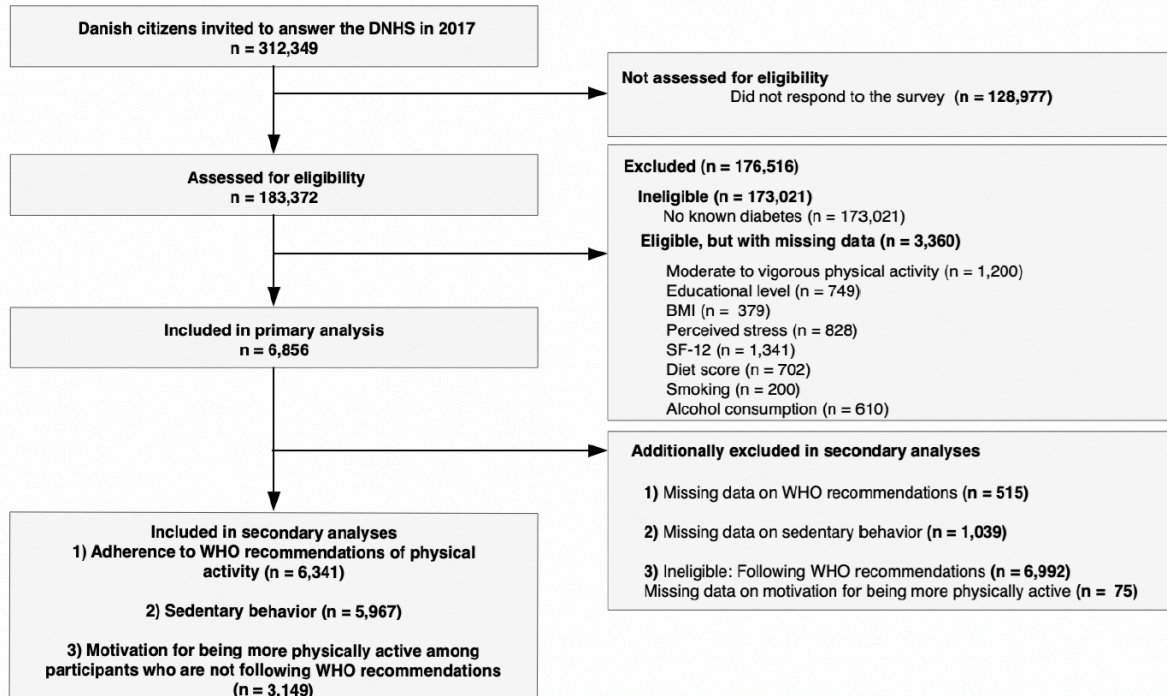 Danish citizens invited to answer the DNHS in 2017
n = 312,349
Not assessed for eligibility
Did not respond to the survey (n = 128,977)
Assessed for eligibility
n = 183,372
Excluded (n = 176,516)
Ineligible (n = 173,021)
No known diabetes (n = 173,021)
Eligible, but with missing data (n = 3,360)
Moderate to vigorous physical activity (n = 1,200)
Educational level (n = 749)
BMI (n = 379)
Perceived stress (n = 828)
SF-12 (n = 1,341)
Diet score (n = 702)
Smoking (n = 200)
Alcohol consumption (n = 610)
Included in primary analysis
n = 6,856
Additionally excluded in secondary analyses
1) Missing data on WHO recommendations (n = 515)
2) Missing data on sedentary behavior (n = 1,039)
3) Ineligible: Following WHO recommendations (n = 6,992)
Missing data on motivation for being more physically active (n = 75)
Included in secondary analyses
1) Adherence to WHO recommendations of physical
activity (n = 6,341)
2) Sedentary behavior (n = 5,967)
3) Motivation for being more physically active among
participants who are not following WHO recommendations
(n = 3,149)